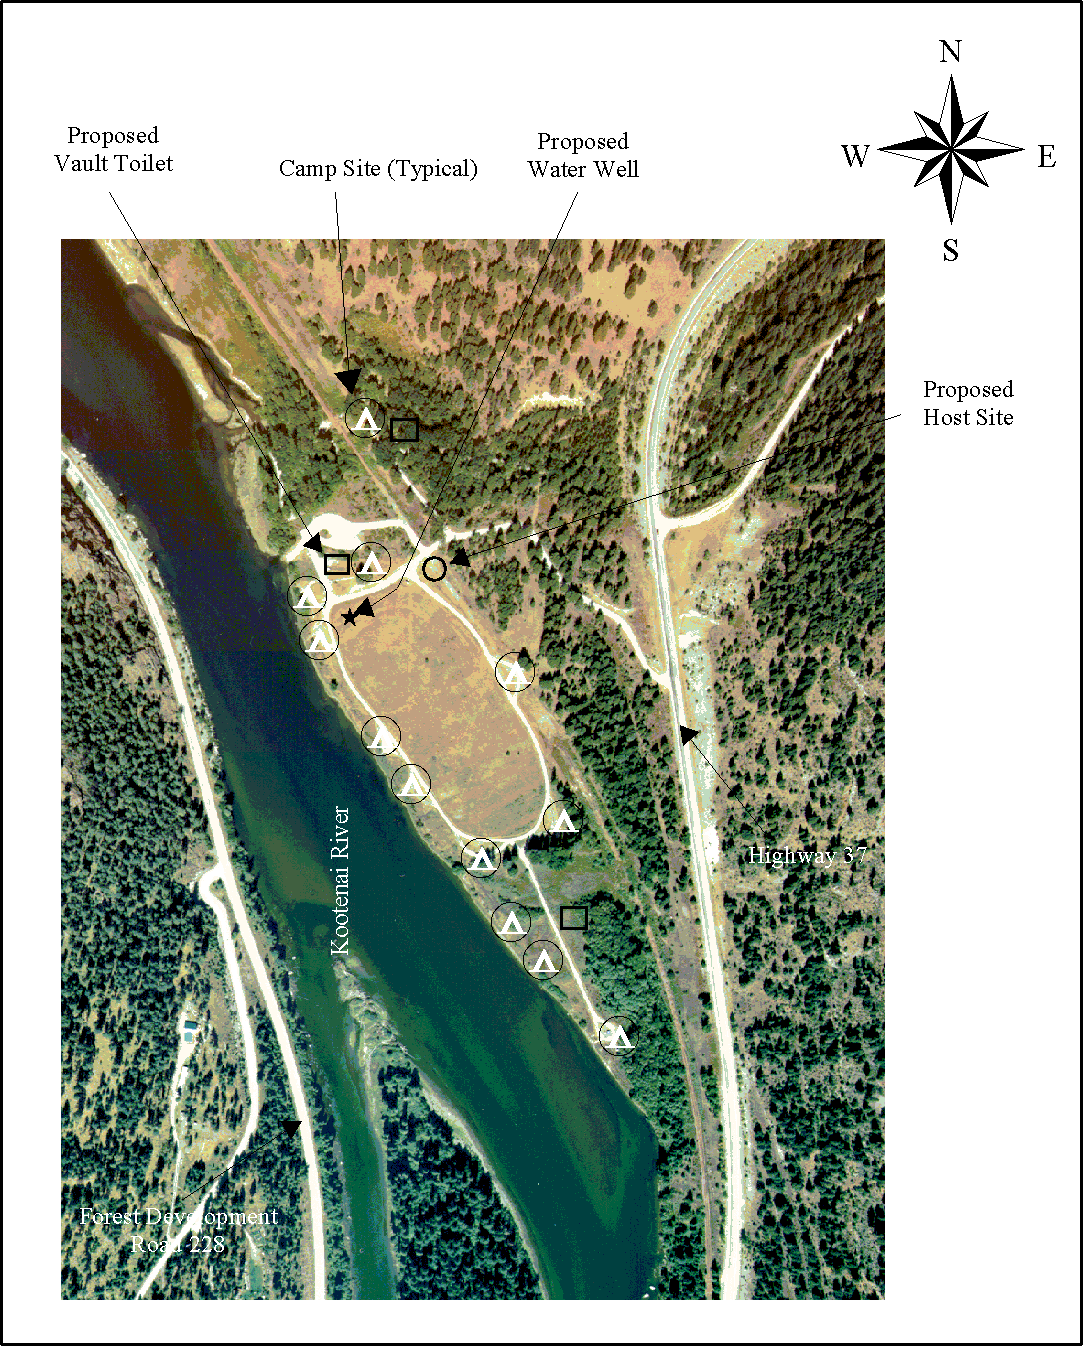 N
W
E
S
Proposed
Vault Toilet
Camp Site (Typical)
Proposed
Water Well
Proposed
Host Site
Highway 37
Kootenai River
Forest Development
Road 228